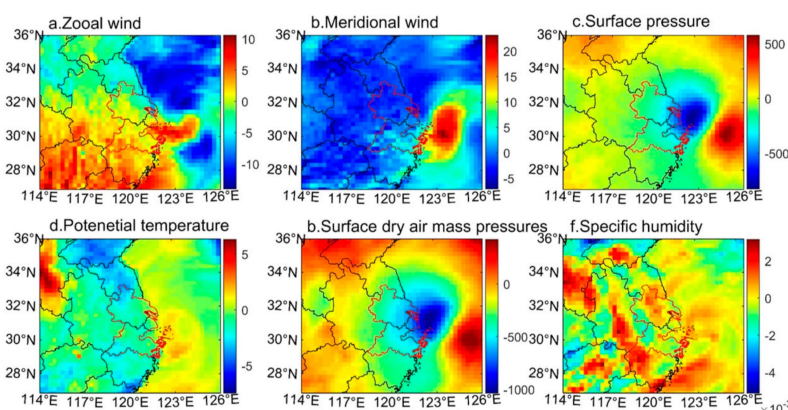 a.Zooal wind
b.Meridional wind
c.Surface pressure
36°N
34°N
32°N
30°N
28°N
114°E 117°E 120°E 123°E 126°E
10
5
0
-5
-10
36°N
34°N
32°N
30°N
28°N
114°E 117°E 120°E 123°E 126°E
20
15
10
5
0
-5
36°N
34°N
32°N
30°N
28°N
114°E 117°E 120°E 123°E 126°E
500
0
-500
d.Potenetial temperature
b.Surface dry air mass pressures
f.Specific humidity
36°N
34°N
32°N
30°N
28°N
114°E 117°E 120°E 123°E 126°E
5
0
-5
36°N
34°N
32°N
30°N
28°N
114°E 117°E 120°E 123°E 126°E
0
-500
-1000
36°N
34°N
32°N
30°N
28°N
114°E 117°E 120°E 123°E 126°E
2
0
-2
-4